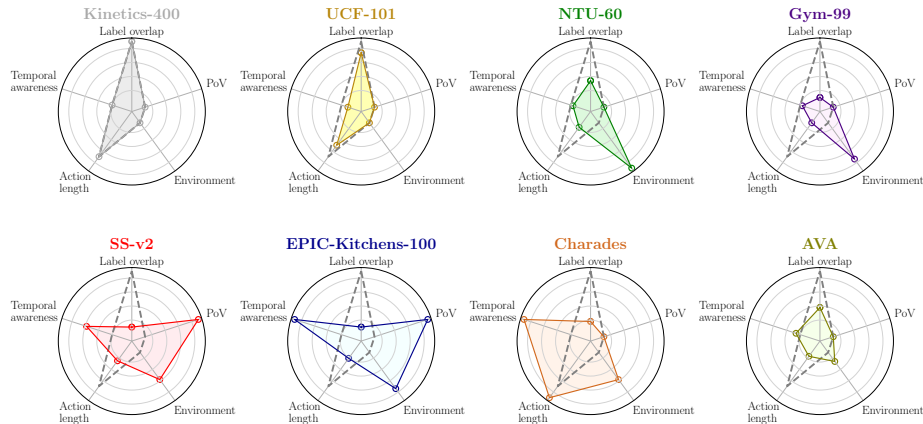 Kinetics-400
Label overlap
Temporal
awareness
PoV
Action
length
UCF-101
Label overlap
Temporal
awareness
PoV
Action
length
Environment
NTU-60
Label overlap
Temporal
awareness
PoV
Action
length
Environment
Gym-99
Label overlap
Temporal
awareness
PoV
Action
length
Environment
SS-v2
Label overlap
Temporal
awareness
PoV
Action
length
Environment
EPIC-Kitchens-100
Label overlap
Temporal
awareness
PoV
Action
length
Environment
Charades
Label overlap
Temporal
awareness
PoV
Action
length
Environment
AVA
Label overlap
Temporal
awareness
PoV
Action
length
Environment